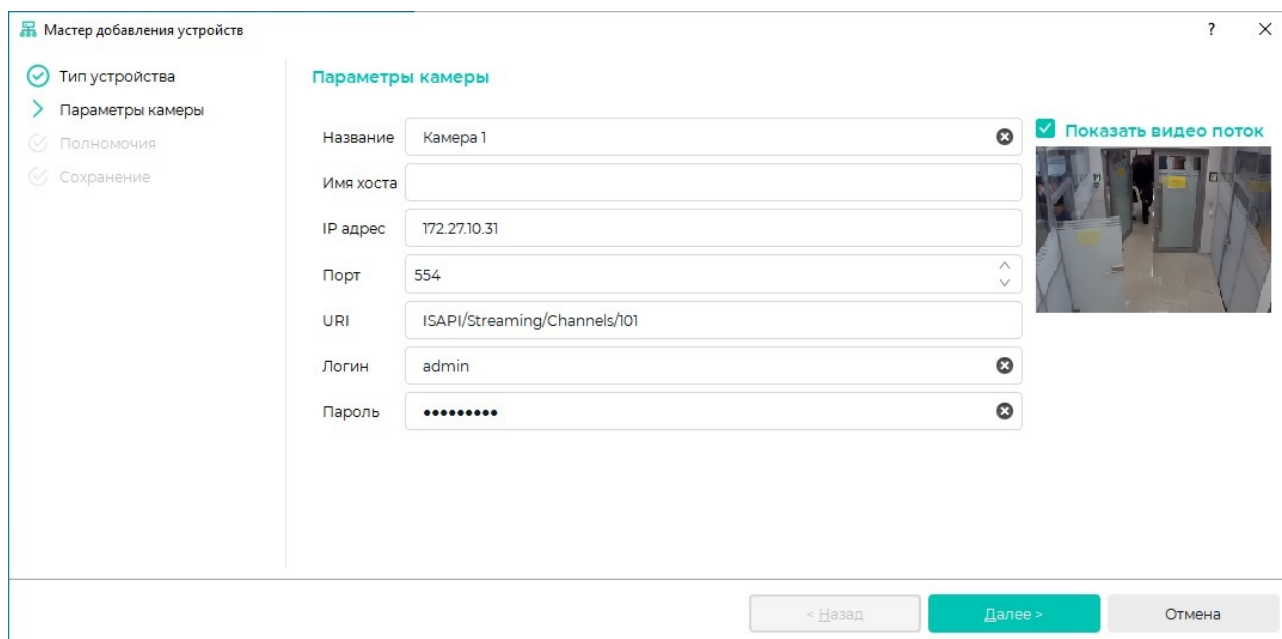 Мастер добавления устройств
?
Тип устройства
Параметры камеры
Полномочия
Сохранение
Параметры камеры
Название
Камера 1
Имя хоста
IP адрес
172.27.10.31
Порт
554
URI
ISAPI/Streaming/Channels/101
Логин
admin
Пароль
•••••••••
Показать видео поток
< Назад
Далее >
Отмена